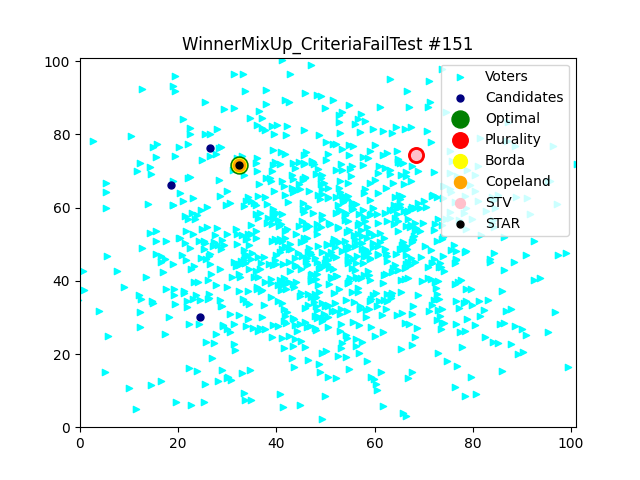 WinnerMixUp_CriteriaFailTest #151
100
80
60
40
20
0
0
20
40
60
80
100
Voters
Candidates
Optimal
Plurality
Borda
Copeland
STV
STAR